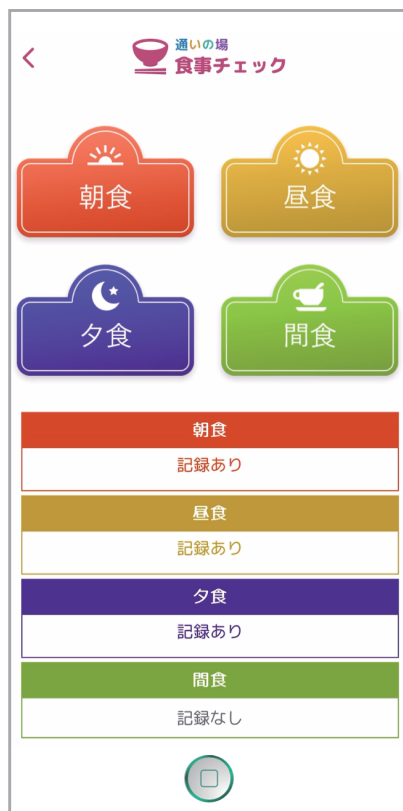 通いの場
食事チェック
朝食
昼食
夕食
間食
朝食
記録あり
昼食
記録あり
夕食
記録あり
間食
記録なし